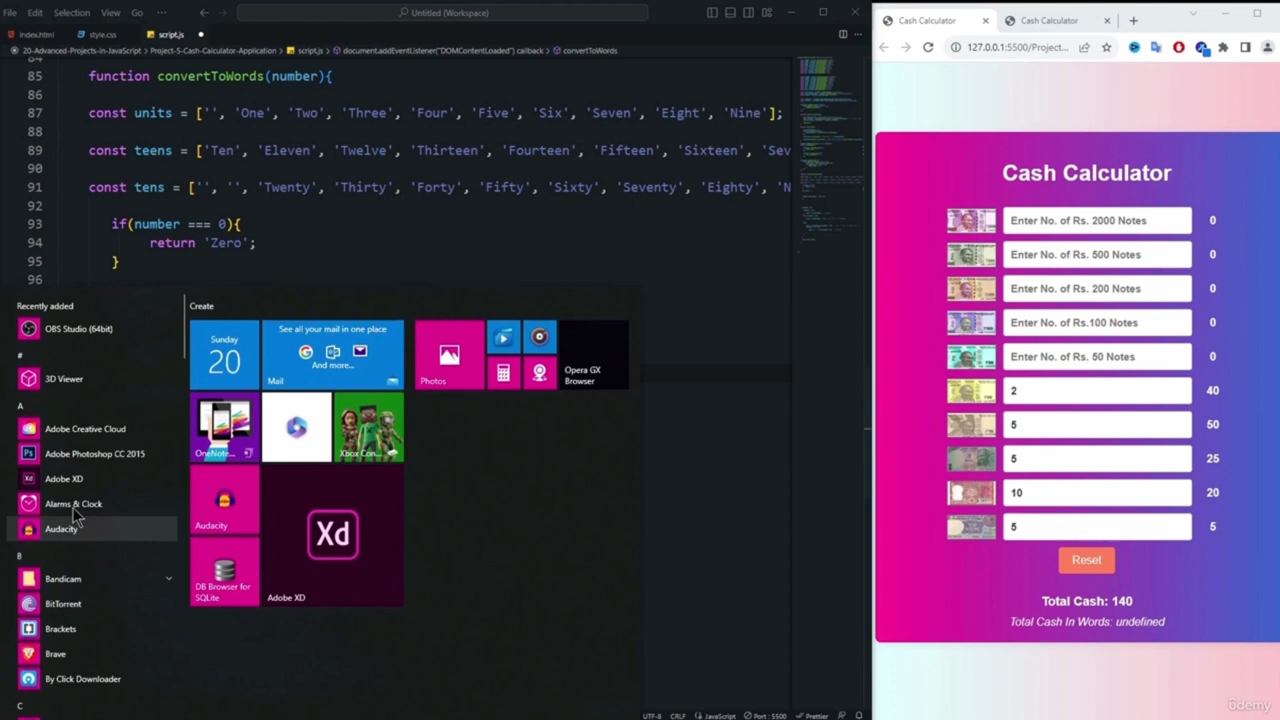 File Edit Selection View Go ... Untitled (Workspace)
index.html style.css script.js
20-Advanced-Projects-in-JavaScript > Project-5-Cash-Calculator-Application > script.js > document.addEventListener("DOMContentLoaded") callback > convertToWords
84
85 function convertToWords(number){
86
87 const units = ['', 'One', 'Two', 'Three', 'Four', 'Five', 'Six', 'Seven', 'Eight', 'Nine'];
88
89 const teens = ['Ten', 'Eleven', 'Twelve', 'Thirteen', 'Fourteen', 'Fifteen', 'Sixteen', 'Sev
90
91 const tens = ['', '', 'Twenty', 'Thirty', 'Forty', 'Fifty', 'Sixty', 'Seventy', 'Eighty', 'N
92
93 if(number === 0){
94 return 'Zero';
95 }
96
Recently added
OBS Studio (64bit)
#
3D Viewer
A
Adobe Creative Cloud
Adobe Photoshop CC 2015
Adobe XD
Alarms & Clock
Audacity
B
Bandicam
BitTorrent
Brackets
Brave
By Click Downloader
C
Create
Sunday
20
See all your mail in one place
And more...
Mail
Photos
Opera GX
Browser
OneNote...
Xbox Con...
Audacity
DB Browser for
SQLite
Xd
Adobe XD
UTF-8 CRLF JavaScript Port : 5500 Prettier
Cash Calculator Cash Calculator
127.0.0.1:5500/Project...
Cash Calculator
Enter No. of Rs. 2000 Notes 0
Enter No. of Rs. 500 Notes 0
Enter No. of Rs. 200 Notes 0
Enter No. of Rs.100 Notes 0
Enter No. of Rs. 50 Notes 0
2 40
5 50
5 25
10 20
5 5
Reset
Total Cash: 140
Total Cash In Words: undefined
ûdemy